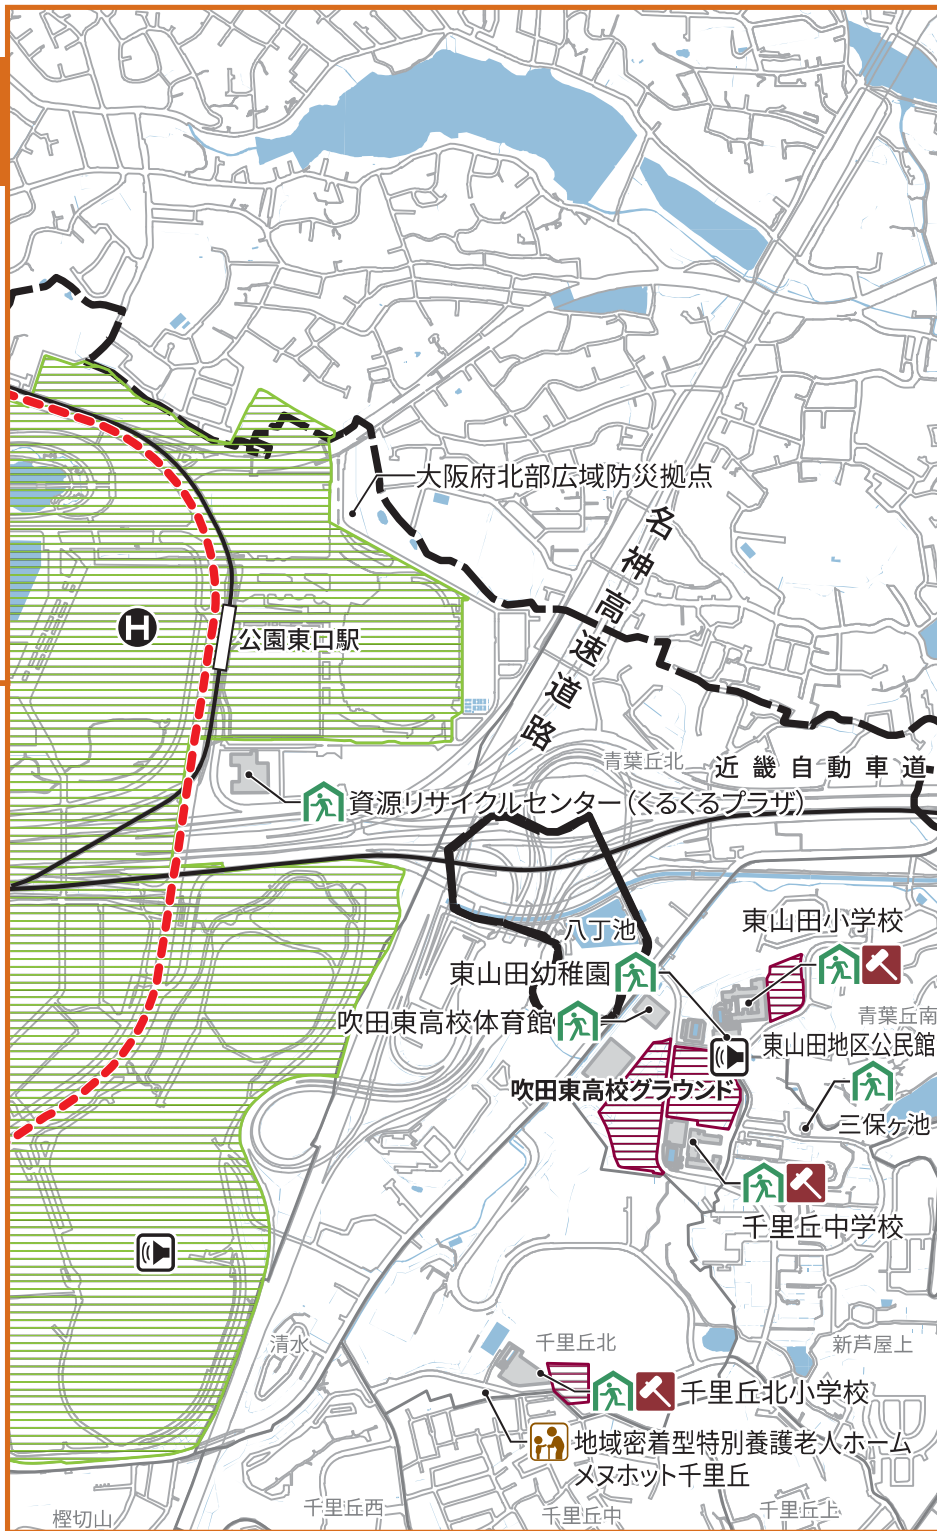 大阪府北部広域防災拠点
名神高速道路
H
公園東口駅
青葉丘北
近畿自動車道
資源リサイクルセンター(くるくるプラザ)
東山田小学校
八丁池
東山田幼稚園
吹田東高校体育館
青葉丘南
東山田地区公民館
吹田東高校グラウンド
三保ヶ池
千里丘中学校
清水
千里丘北
新芦屋上
千里丘北小学校
地域密着型特別養護老人ホーム
メヌホット千里丘
樫切山
千里丘西
千里丘中
千里丘上